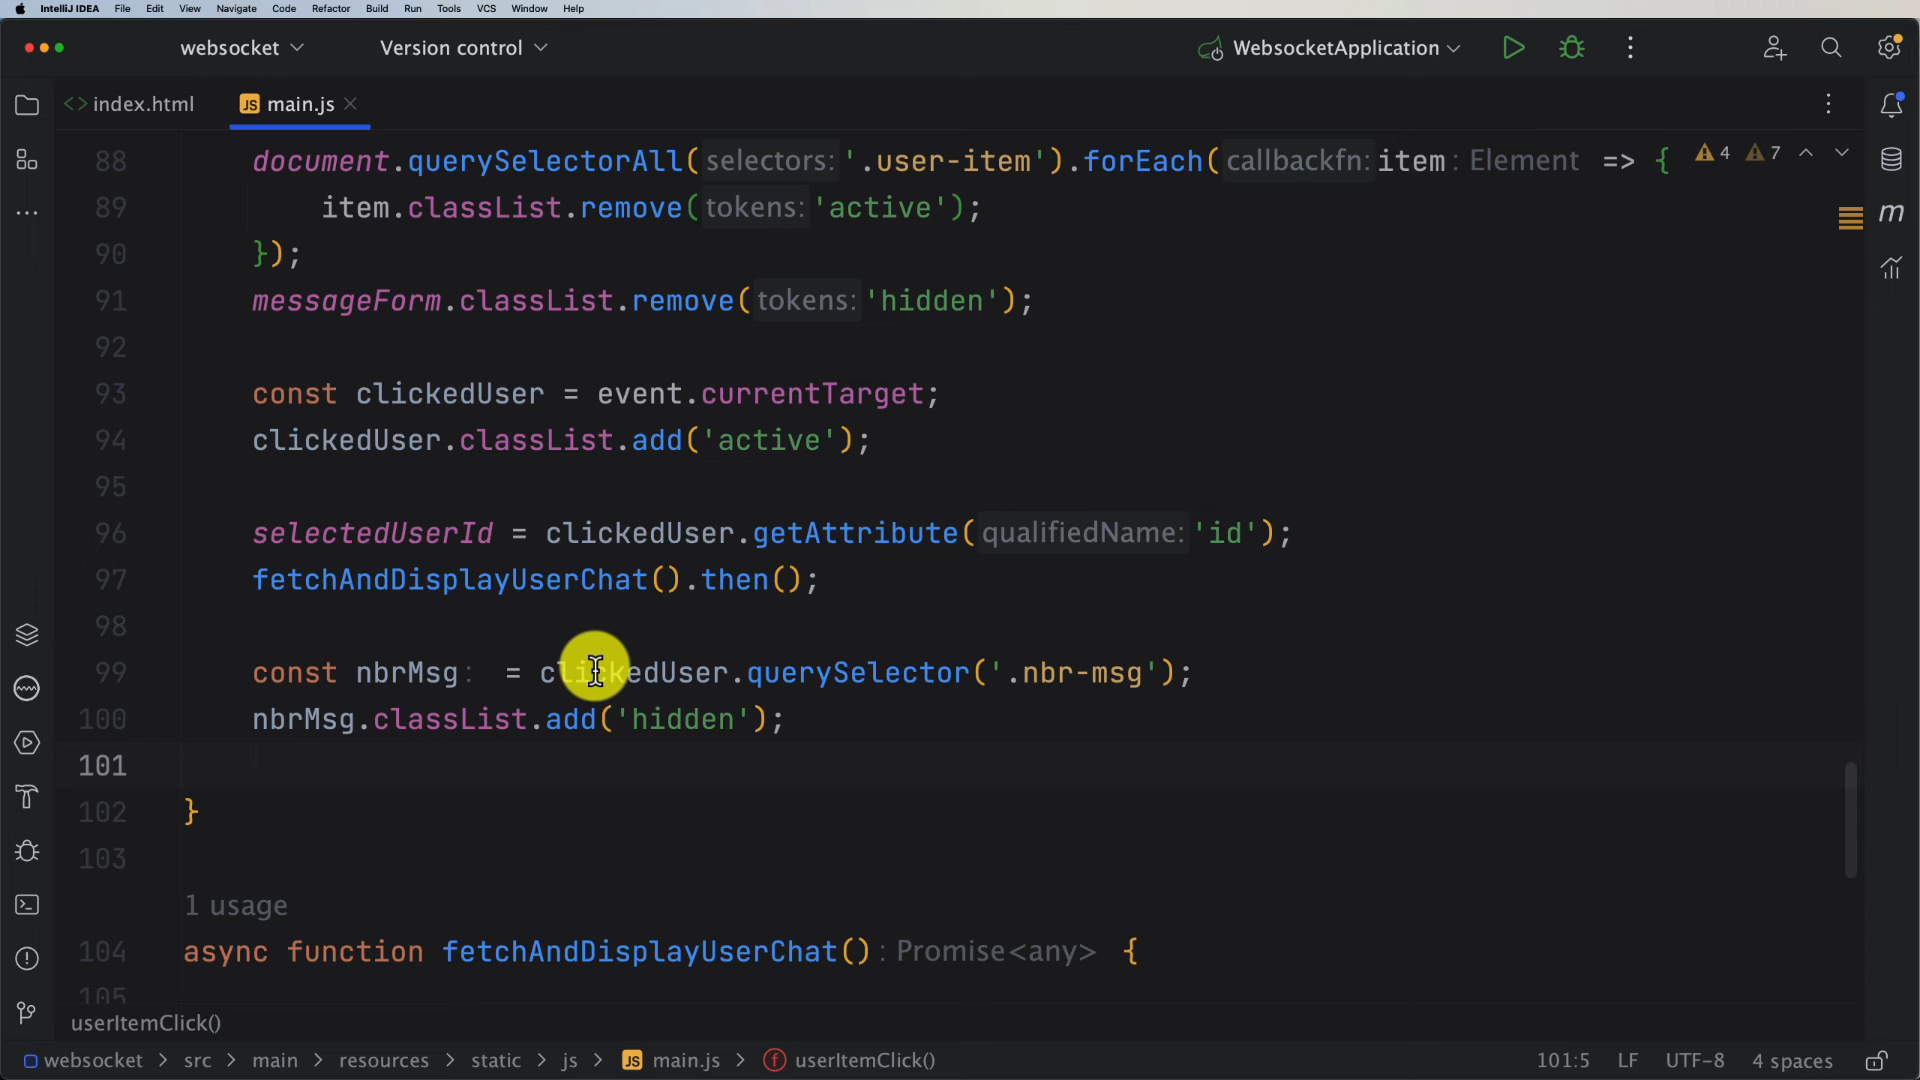 IntelliJ IDEA File Edit View Navigate Code Refactor Build Run Tools VCS Window Help
websocket Version control WebsocketApplication
index.html JS main.js
88 document.querySelectorAll( selectors: '.user-item').forEach( callbackfn: item : Element => { 4 7
89 item.classList.remove( tokens: 'active');
90 });
91 messageForm.classList.remove( tokens: 'hidden');
92
93 const clickedUser = event.currentTarget;
94 clickedUser.classList.add('active');
95
96 selectedUserId = clickedUser.getAttribute( qualifiedName: 'id');
97 fetchAndDisplayUserChat().then();
98
99 const nbrMsg : = clickedUser.querySelector('.nbr-msg');
100 nbrMsg.classList.add('hidden');
101
102 }
103
1 usage
104 async function fetchAndDisplayUserChat() : Promise<any> {
105
userItemClick()
websocket > src > main > resources > static > js > JS main.js > f userItemClick() 101:5 LF UTF-8 4 spaces